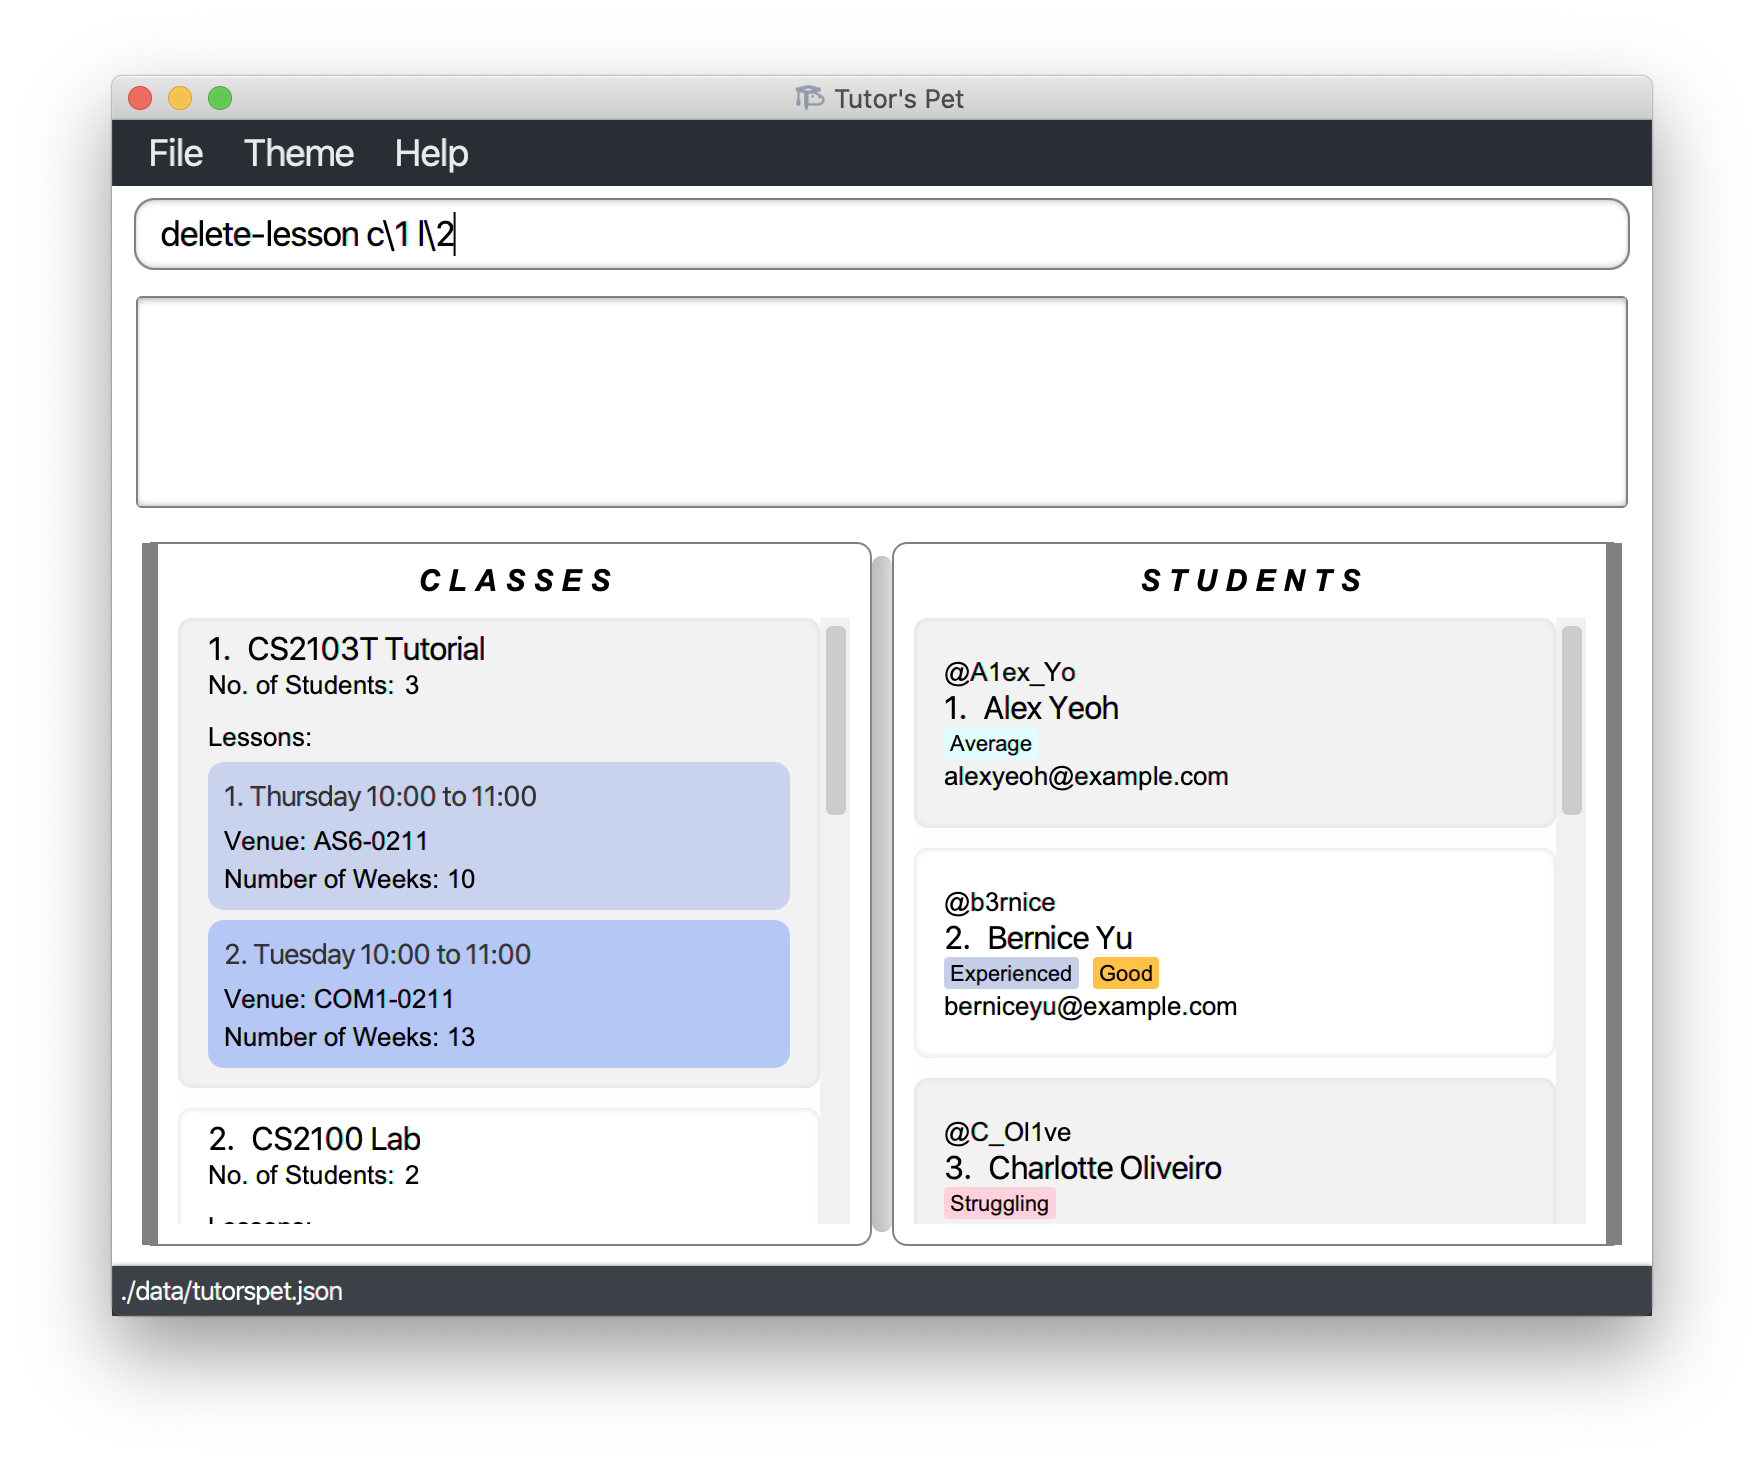 Tutor's Pet
File Theme Help
delete-lesson c\1 l\2
CLASSES
1. CS2103T Tutorial
No. of Students: 3
Lessons:
1. Thursday 10:00 to 11:00
Venue: AS6-0211
Number of Weeks: 10
2. Tuesday 10:00 to 11:00
Venue: COM1-0211
Number of Weeks: 13
2. CS2100 Lab
No. of Students: 2
Lessons:
STUDENTS
@A1ex_Yo
1. Alex Yeoh
Average
alexyeoh@example.com
@b3rnice
2. Bernice Yu
Experienced Good
berniceyu@example.com
@C_Ol1ve
3. Charlotte Oliveiro
Struggling
./data/tutorspet.json